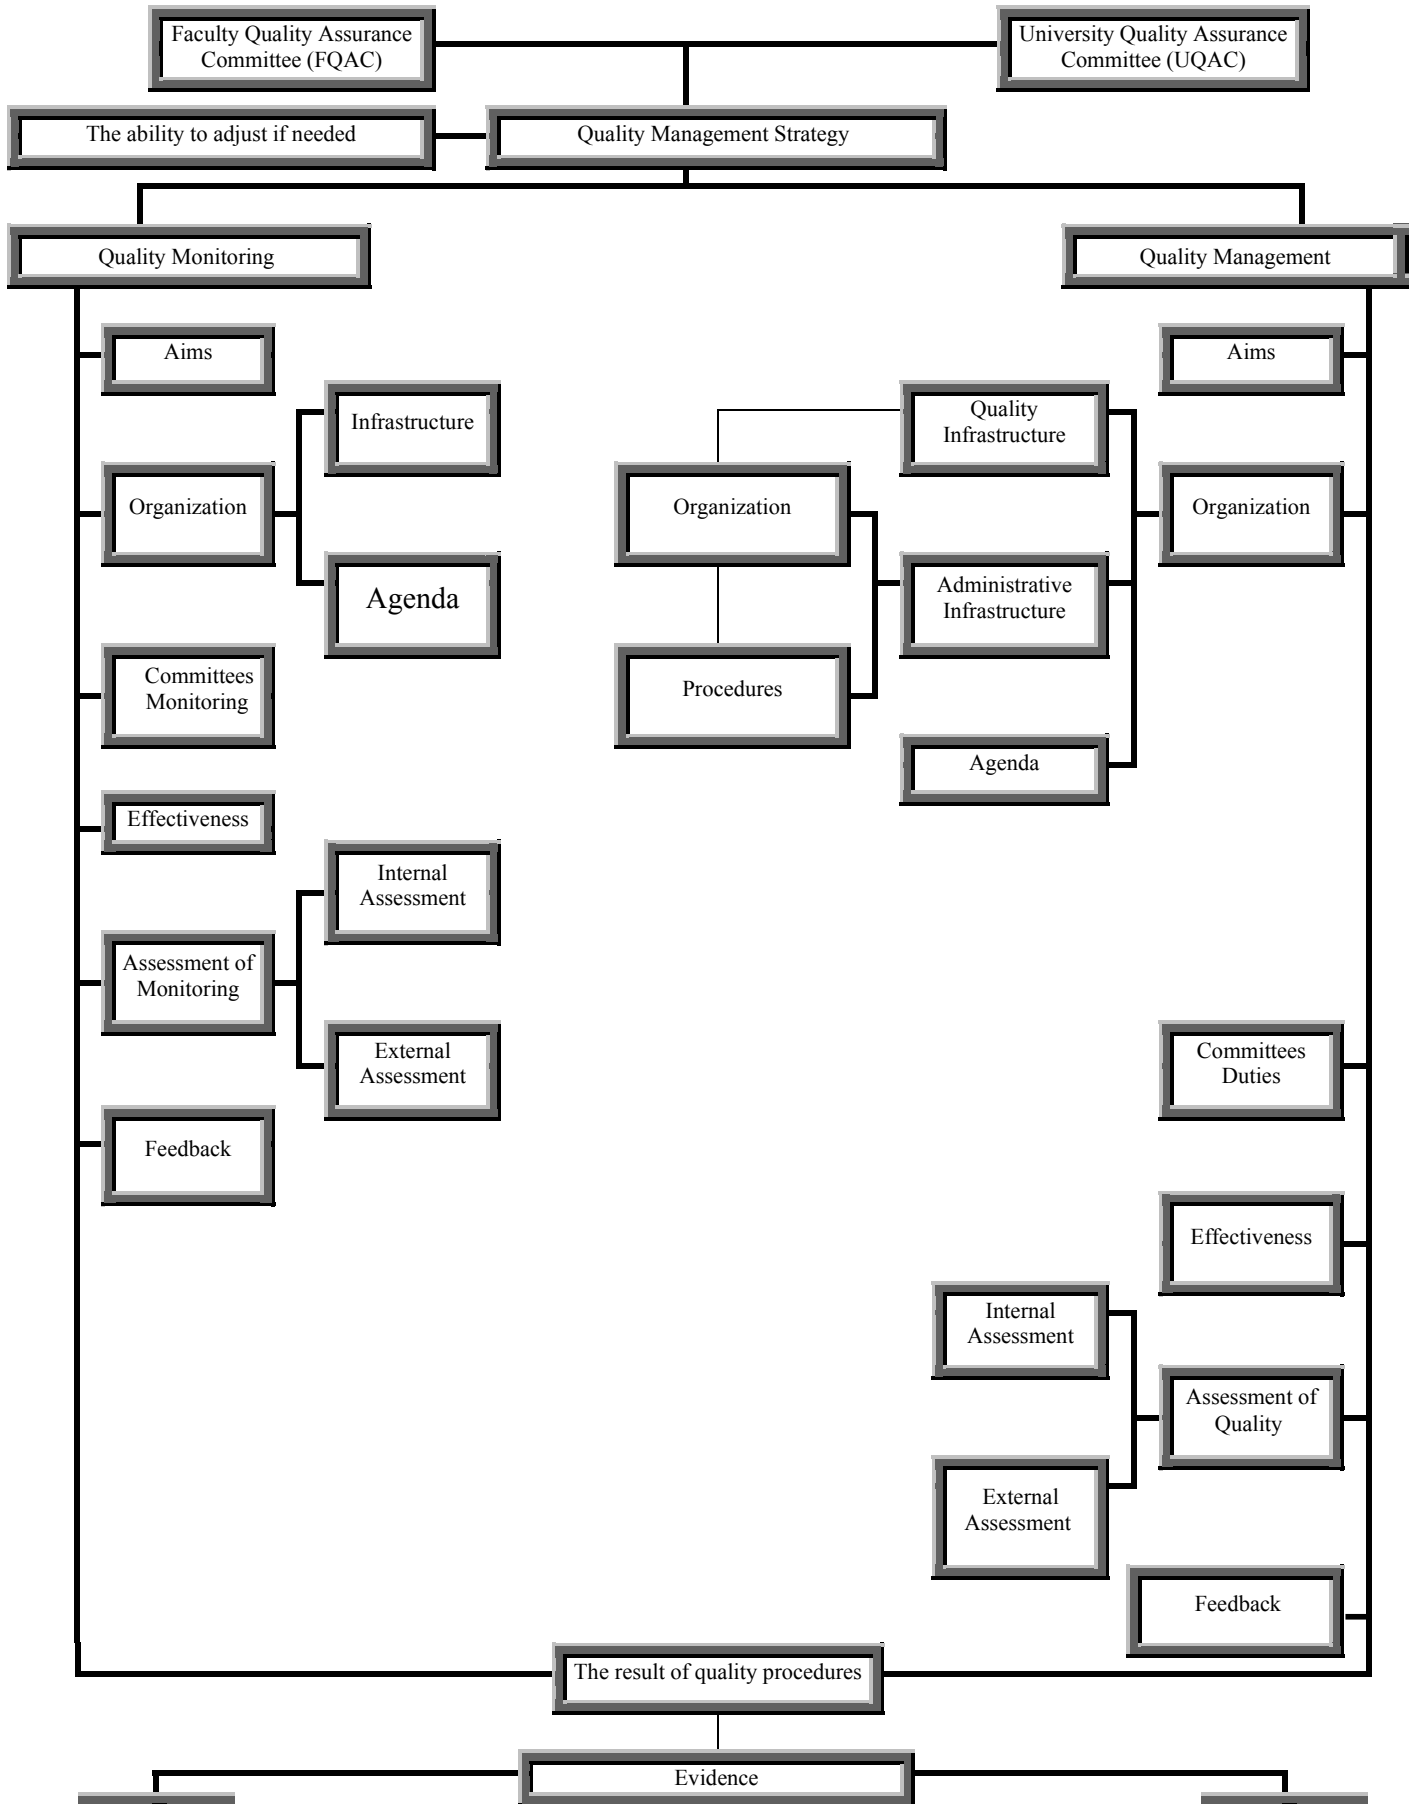 Faculty Quality Assurance
Committee (FQAC)
University Quality Assurance
Committee (UQAC)
The ability to adjust if needed
Quality Management Strategy
Quality Monitoring
Quality Management
Aims
Aims
Infrastructure
Quality
Infrastructure
Organization
Organization
Organization
Agenda
Administrative
Infrastructure
Committees
Monitoring
Procedures
Agenda
Effectiveness
Internal
Assessment
Assessment of
Monitoring
External
Assessment
Committees
Duties
Feedback
Effectiveness
Internal
Assessment
Assessment of
Quality
External
Assessment
Feedback
The result of quality procedures
Evidence